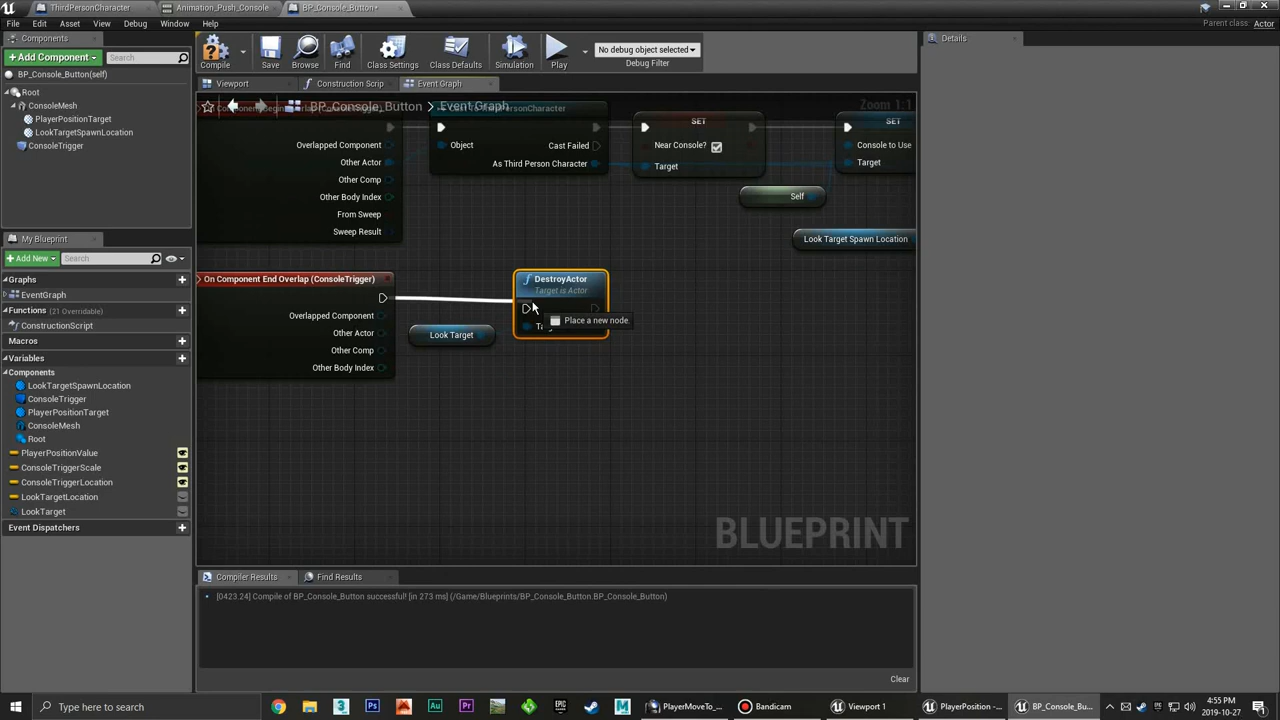 ThirdPersonCharacter
Animation_Push_Console
BP_Console_Button*
File Edit Asset View Debug Window Help
Parent class: Actor
Components
+Add Component
Search
BP_Console_Button(self)
Root
ConsoleMesh
PlayerPositionTarget
LookTargetSpawnLocation
ConsoleTrigger
Compile
Save
Browse
Find
Class Settings
Class Defaults
Simulation
Play
No debug object selected
Debug Filter
Details
Viewport
Construction Scrip
Event Graph
BP_Console_Button > EventGraph
Zoom 1:1
Overlapped Component
Other Actor
Other Comp
Other Body Index
From Sweep
Sweep Result
Object
Cast Failed
As Third Person Character
SET
Near Console?
Target
SET
Console to Use
Target
Self
Look Target Spawn Location
On Component End Overlap (ConsoleTrigger)
Overlapped Component
Other Actor
Other Comp
Other Body Index
Look Target
DestroyActor
Target is Actor
Place a new node.
BLUEPRINT
My Blueprint
+Add New
Search
Graphs
EventGraph
Functions (21 Overridable)
ConstructionScript
Macros
Variables
Components
LookTargetSpawnLocation
ConsoleTrigger
PlayerPositionTarget
ConsoleMesh
Root
PlayerPositionValue
ConsoleTriggerScale
ConsoleTriggerLocation
LookTargetLocation
LookTarget
Event Dispatchers
Compiler Results
Find Results
[0423.24] Compile of BP_Console_Button successful! [in 273 ms] (/Game/Blueprints/BP_Console_Button.BP_Console_Button)
Clear
Type here to search
PlayerMoveTo_...
Bandicam
Viewport 1
PlayerPosition -...
BP_Console_Bu...
4:55 PM
2019-10-27